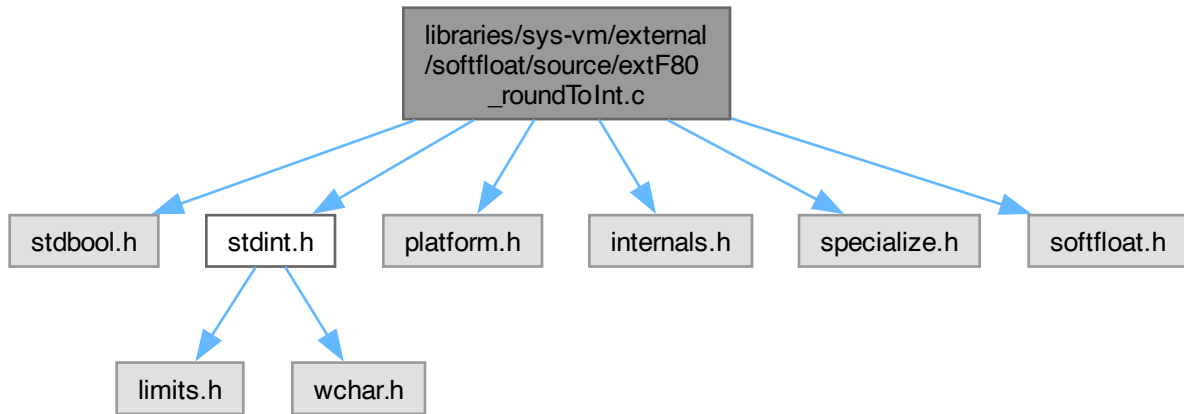 libraries/sys-vm/external
/softfloat/source/extF80
_roundToInt.c
stdbool.h
stdint.h
platform.h
internals.h
specialize.h
softfloat.h
limits.h
wchar.h